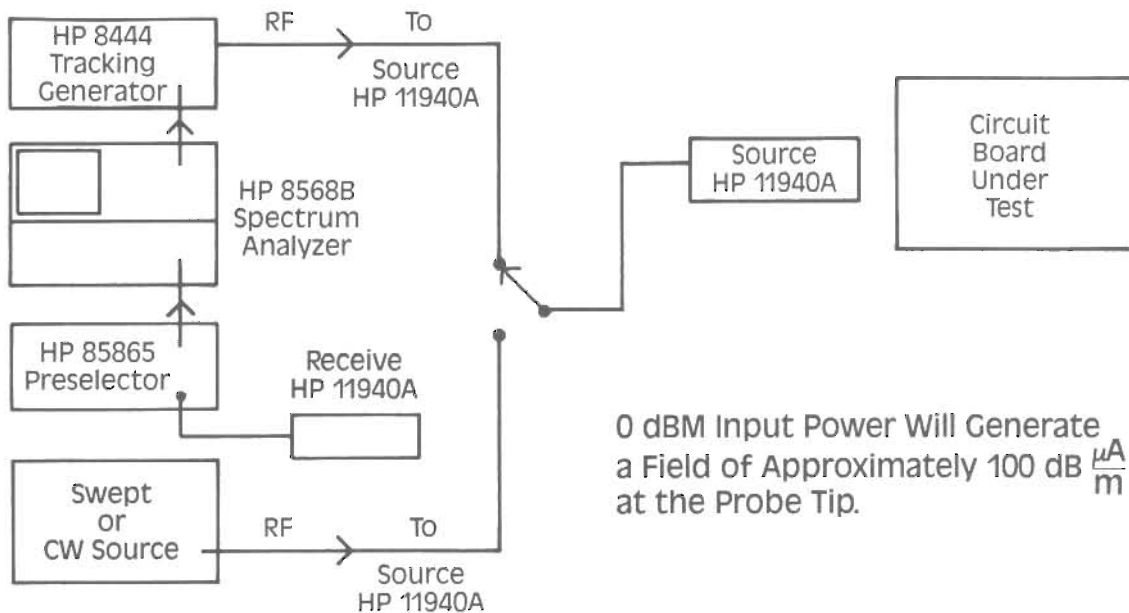 HP 8444
Tracking
Generator
RF
To
Source
HP 11940A
HP 8568B
Spectrum
Analyzer
Source
HP 11940A
Circuit
Board
Under
Test
HP 85865
Preselector
Receive
HP 11940A
Swept
or
CW Source
RF
To
Source
HP 11940A
0 dBM Input Power Will Generate
a Field of Approximately 100 dB μA/m
at the Probe Tip.